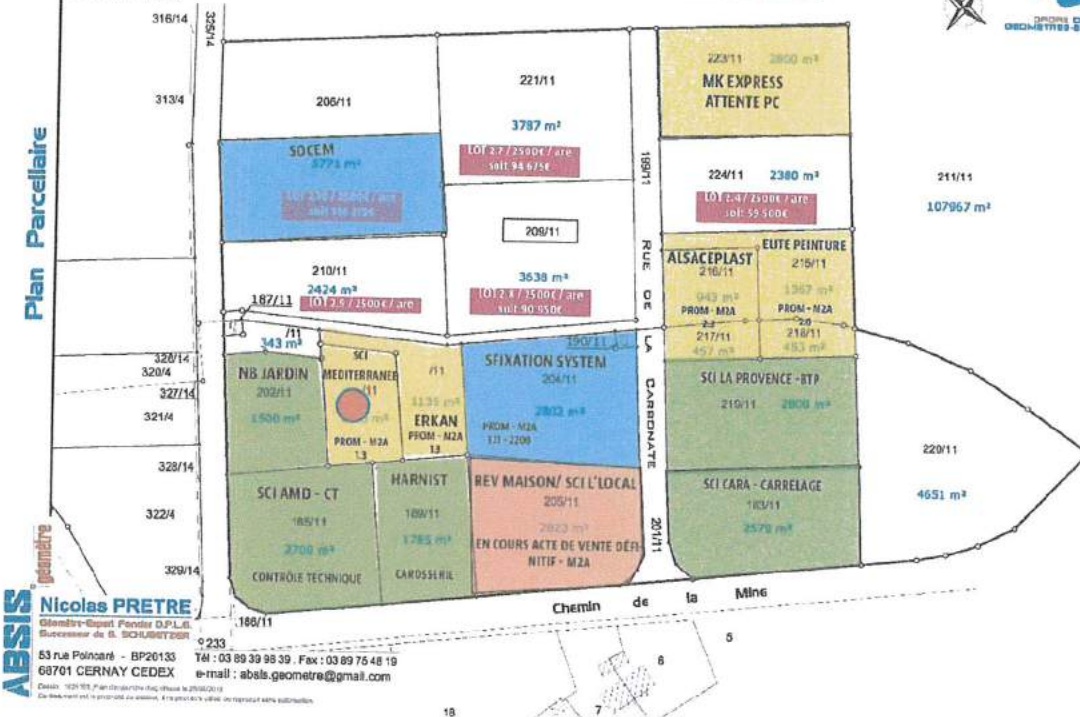 316/14
325/14
313/4
Plan Parcellaire
206/11
221/11
3787 m²
LOT 2.7 / 2500€ / are
soit 94 675€
223/11
MK EXPRESS
ATTENTE PC
SOCEM
199/11
224/11
2380 m²
LOT 2.4 / 2500€ / are
soit 59 500€
211/11
107967 m²
209/11
3638 m²
LOT 2.8 / 2500€ / are
soit 90 950€
210/11
2424 m²
LOT 2.9 / 2500€ / are
187/11
RUE DE LA CARBONATE
ALSACEPLAST
216/11
943 m²
PROM - M2A
217/11
457 m²
ELITE PEINTURE
215/11
1367 m²
PROM - M2A
218/11
453 m²
/11
343 m²
326/14
320/4
327/14
321/4
328/14
322/4
329/14
NB JARDIN
202/11
1500 m²
SCI
MEDITERRANEE
/11
PROM - M2A
1.3
/11
1135 m²
ERKAN
PROM - M2A
1.3
190/11
SFIXATION SYSTEM
204/11
2802 m²
PROM - M2A
SCI LA PROVENCE -BTP
219/11
2808 m²
220/11
4651 m²
SCI AMD - CT
185/11
2700 m²
CONTRÔLE TECHNIQUE
HARNIST
189/11
1785 m²
CAROSSERIE
REV MAISON/ SCI L'LOCAL
205/11
2823 m²
EN COURS ACTE DE VENTE DÉFI-
NITIF - M2A
201/11
SCI CARA - CARRELAGE
183/11
2579 m²
Chemin de la Mine
186/11
233
5
6
7
18
ABSIS
géomètre
Nicolas PRETRE
Géomètre-Expert Foncier D.P.L.G.
Successeur de B. SCHUBETZER
53 rue Poincaré - BP20133
68701 CERNAY CEDEX
Tél : 03 89 39 98 39 . Fax : 03 89 75 48 19
e-mail : absis.geometre@gmail.com